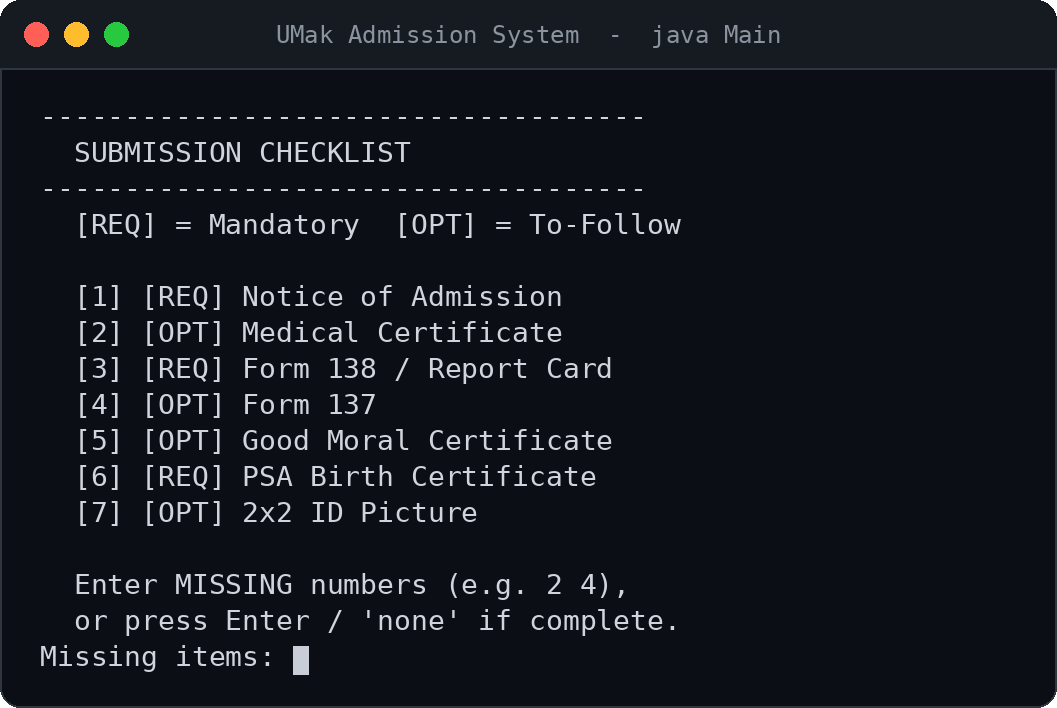 UMak Admission System  -  java Main
------------------------------------
  SUBMISSION CHECKLIST
------------------------------------
  [REQ] = Mandatory  [OPT] = To-Follow
  [1] [REQ] Notice of Admission
  [2] [OPT] Medical Certificate
  [3] [REQ] Form 138 / Report Card
  [4] [OPT] Form 137
  [5] [OPT] Good Moral Certificate
  [6] [REQ] PSA Birth Certificate
  [7] [OPT] 2x2 ID Picture
  Enter MISSING numbers (e.g. 2 4),
  or press Enter / 'none' if complete.
Missing items: